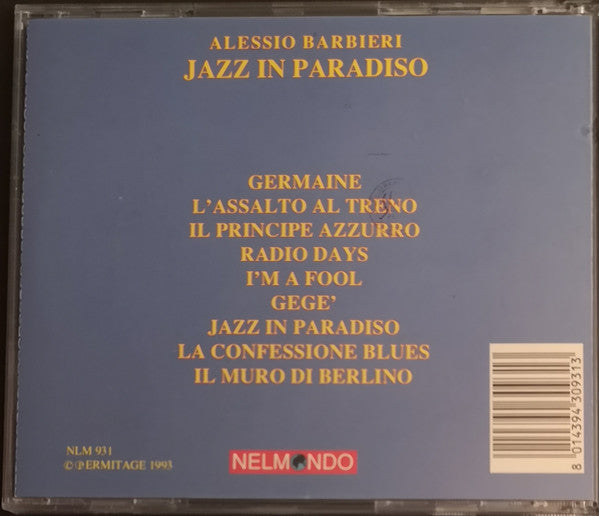 ALESSIO BARBIERI
JAZZ IN PARADISO
GERMAINE
L'ASSALTO AL TRENO
IL PRINCIPE AZZURRO
RADIO DAYS
I'M A FOOL
GEGE'
JAZZ IN PARADISO
LA CONFESSIONE BLUES
IL MURO DI BERLINO
NLM 931
©℗ERMITAGE 1993
NELMONDO
8 014394 309313